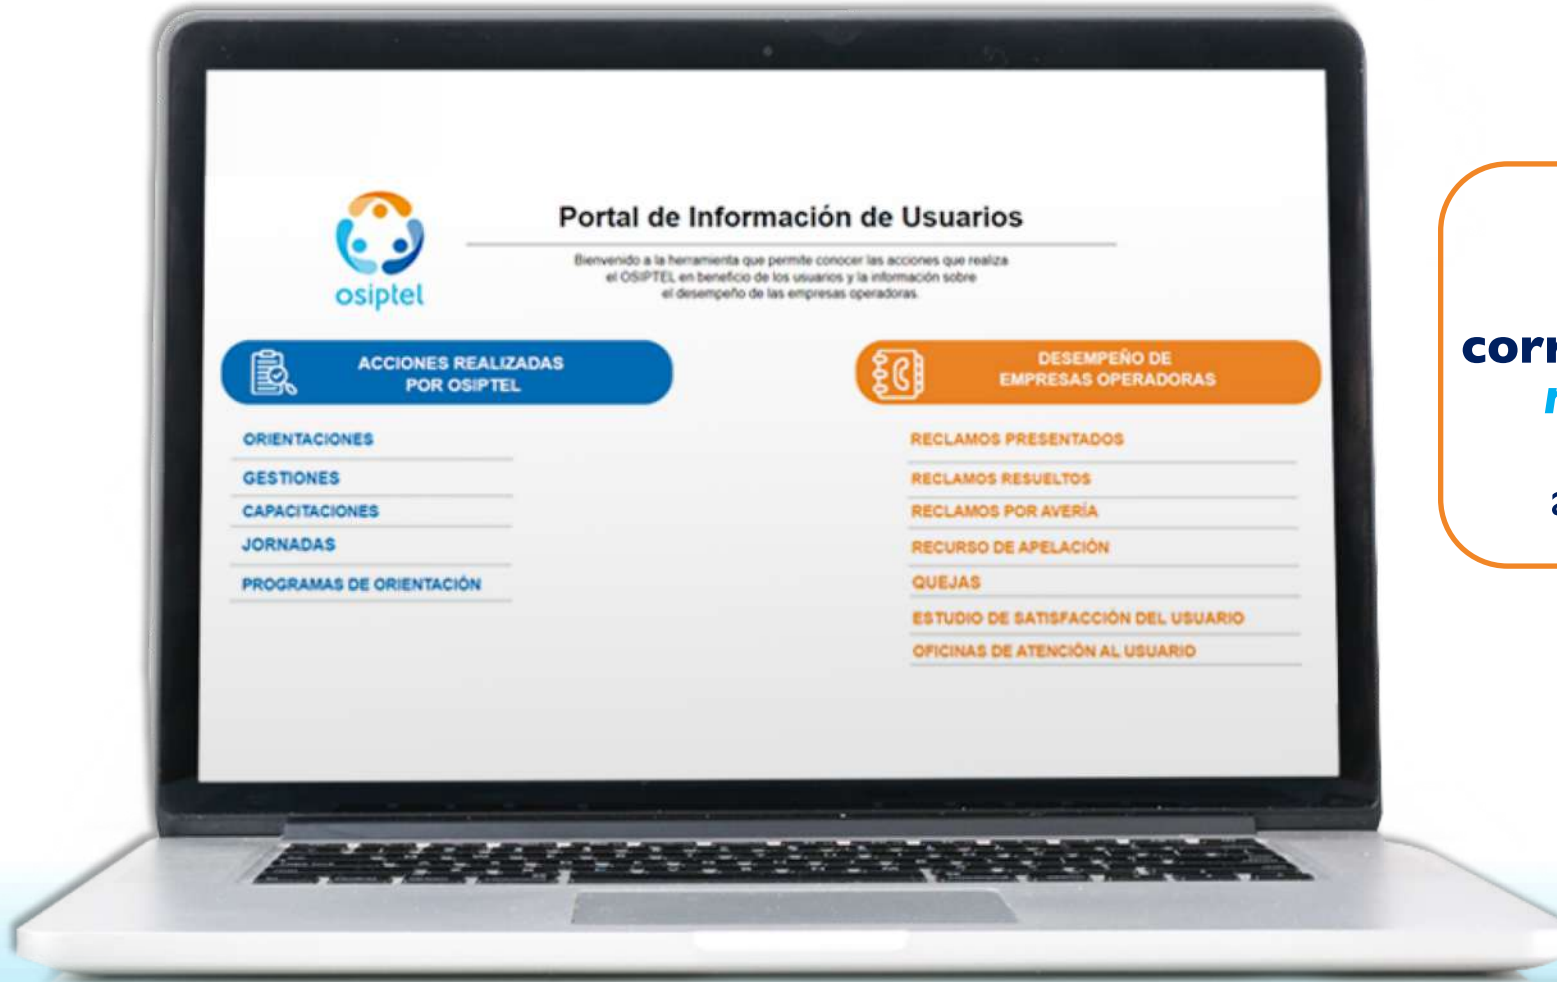 osiptel
Portal de Información de Usuarios
Bienvenido a la herramienta que permite conocer las acciones que realiza
el OSIPTEL en beneficio de los usuarios y la información sobre
el desempeño de las empresas operadoras.
ACCIONES REALIZADAS
POR OSIPTEL
ORIENTACIONES
GESTIONES
CAPACITACIONES
JORNADAS
PROGRAMAS DE ORIENTACIÓN
DESEMPEÑO DE
EMPRESAS OPERADORAS
RECLAMOS PRESENTADOS
RECLAMOS RESUELTOS
RECLAMOS POR AVERÍA
RECURSO DE APELACIÓN
QUEJAS
ESTUDIO DE SATISFACCIÓN DEL USUARIO
OFICINAS DE ATENCIÓN AL USUARIO